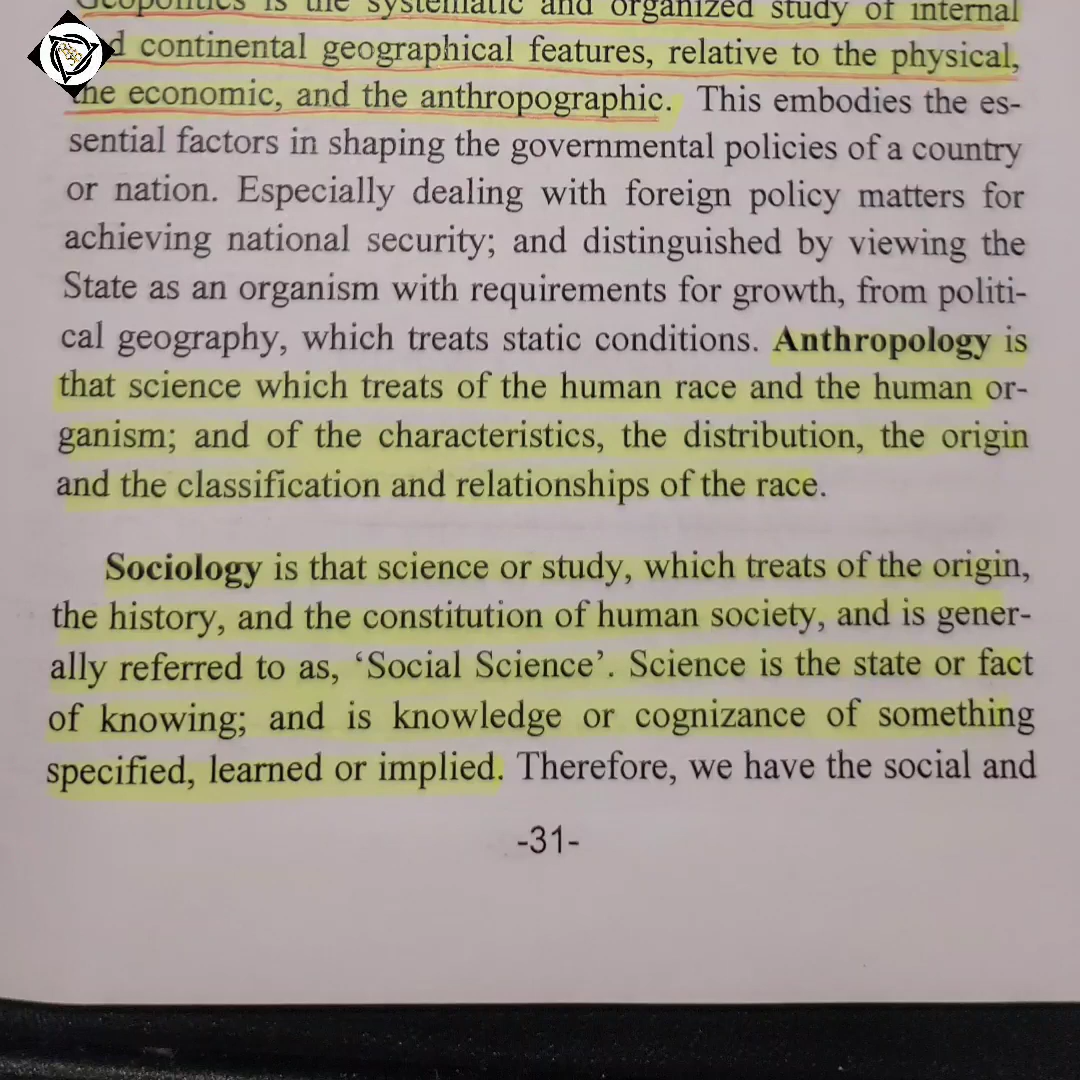 Geopolitics is the systematic and organized study of internal
d continental geographical features, relative to the physical,
the economic, and the anthropographic. This embodies the es-
sential factors in shaping the governmental policies of a country
or nation. Especially dealing with foreign policy matters for
achieving national security; and distinguished by viewing the
State as an organism with requirements for growth, from politi-
cal geography, which treats static conditions. Anthropology is
that science which treats of the human race and the human or-
ganism; and of the characteristics, the distribution, the origin
and the classification and relationships of the race.
Sociology is that science or study, which treats of the origin,
the history, and the constitution of human society, and is gener-
ally referred to as, ‘Social Science’. Science is the state or fact
of knowing; and is knowledge or cognizance of something
specified, learned or implied. Therefore, we have the social and
-31-